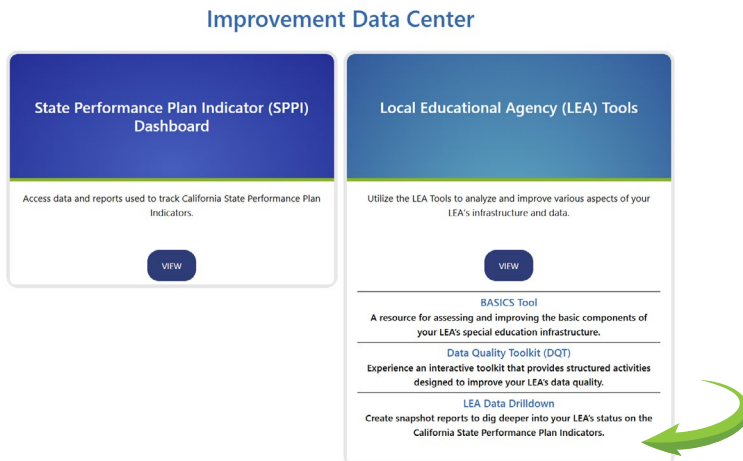 Improvement Data Center
State Performance Plan Indicator (SPPI)
Dashboard
Access data and reports used to track California State Performance Plan
Indicators.
VIEW
Local Educational Agency (LEA) Tools
Utilize the LEA Tools to analyze and improve various aspects of your
LEA's infrastructure and data.
VIEW
BASICS Tool
A resource for assessing and improving the basic components of
your LEA's special education infrastructure.
Data Quality Toolkit (DQT)
Experience an interactive toolkit that provides structured activities
designed to improve your LEA's data quality.
LEA Data Drilldown
Create snapshot reports to dig deeper into your LEA's status on the
California State Performance Plan Indicators.